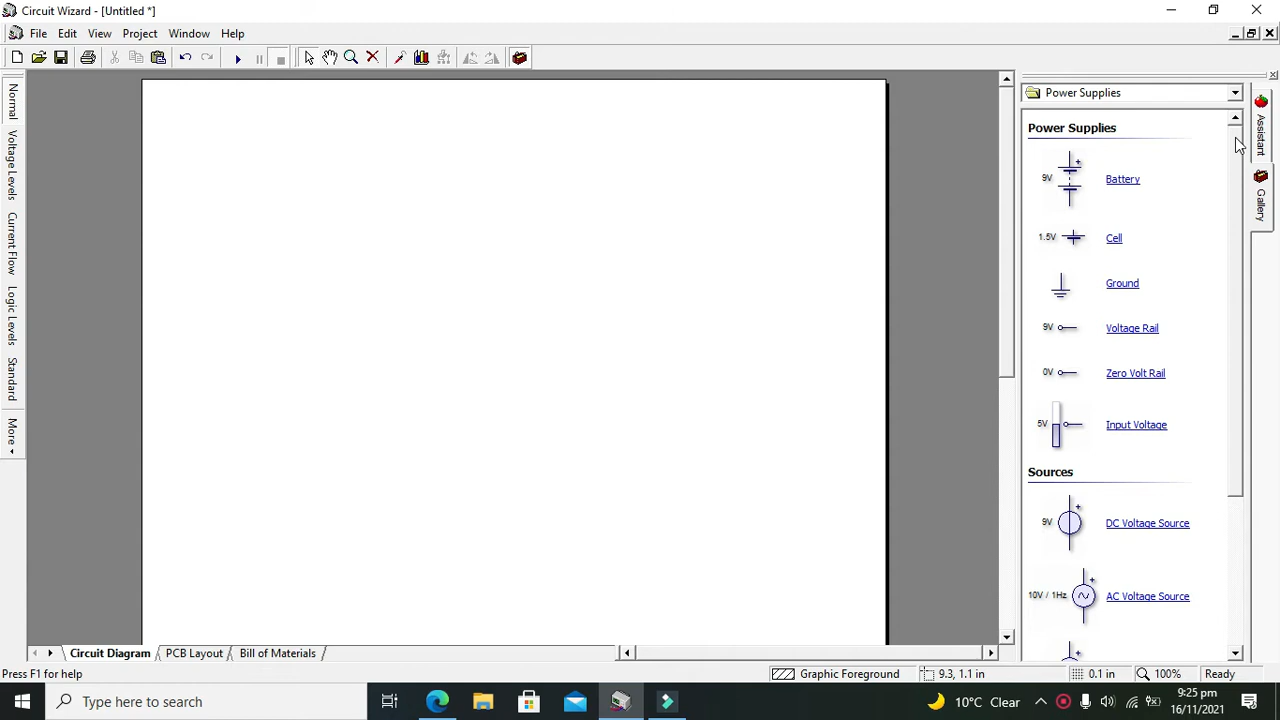 Circuit Wizard - [Untitled *]
File Edit View Project Window Help
Normal
Voltage Levels
Current Flow
Logic Levels
Standard
More
Power Supplies
Power Supplies
9V Battery
1.5V Cell
Ground
9V Voltage Rail
0V Zero Volt Rail
5V Input Voltage
Sources
9V DC Voltage Source
10V / 1Hz AC Voltage Source
Assistant
Gallery
Circuit Diagram PCB Layout Bill of Materials
Press F1 for help Graphic Foreground 9.3, 1.1 in 0.1 in 100% Ready
Type here to search 10°C Clear 9:25 pm
16/11/2021